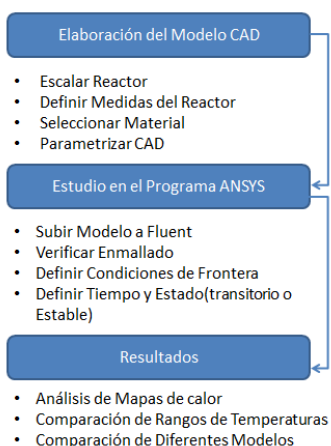 Elaboración del Modelo CAD
• Escalar Reactor
• Definir Medidas del Reactor
• Seleccionar Material
• Parametrizar CAD
Estudio en el Programa ANSYS
• Subir Modelo a Fluent
• Verificar Enmallado
• Definir Condiciones de Frontera
• Definir Tiempo y Estado(transitorio o
Estable)
Resultados
• Análisis de Mapas de calor
• Comparación de Rangos de Temperaturas
• Comparación de Diferentes Modelos